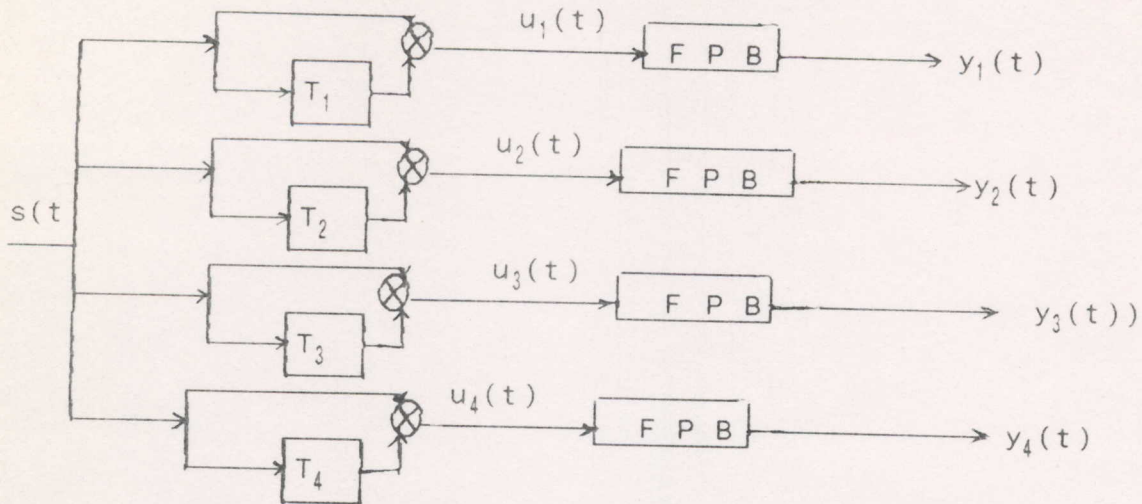 u₁(t) F P B y₁(t)
T₁
u₂(t) F P B y₂(t)
s(t T₂
u₃(t) F P B y₃(t))
T₃
u₄(t) F P B y₄(t)
T₄